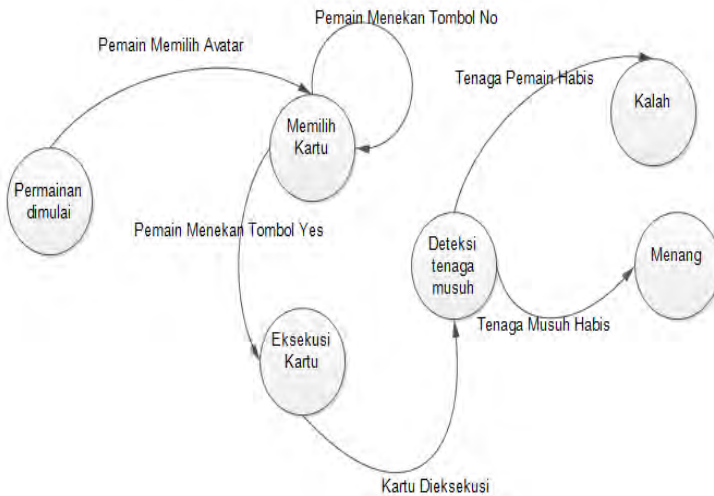 Pemain Menekan Tombol No
Pemain Memilih Avatar
Tenaga Pemain Habis
Kalah
Memilih
Kartu
Permainan
dimulai
Pemain Menekan Tombol Yes
Deteksi
tenaga
musuh
Menang
Tenaga Musuh Habis
Eksekusi
Kartu
Kartu Dieksekusi